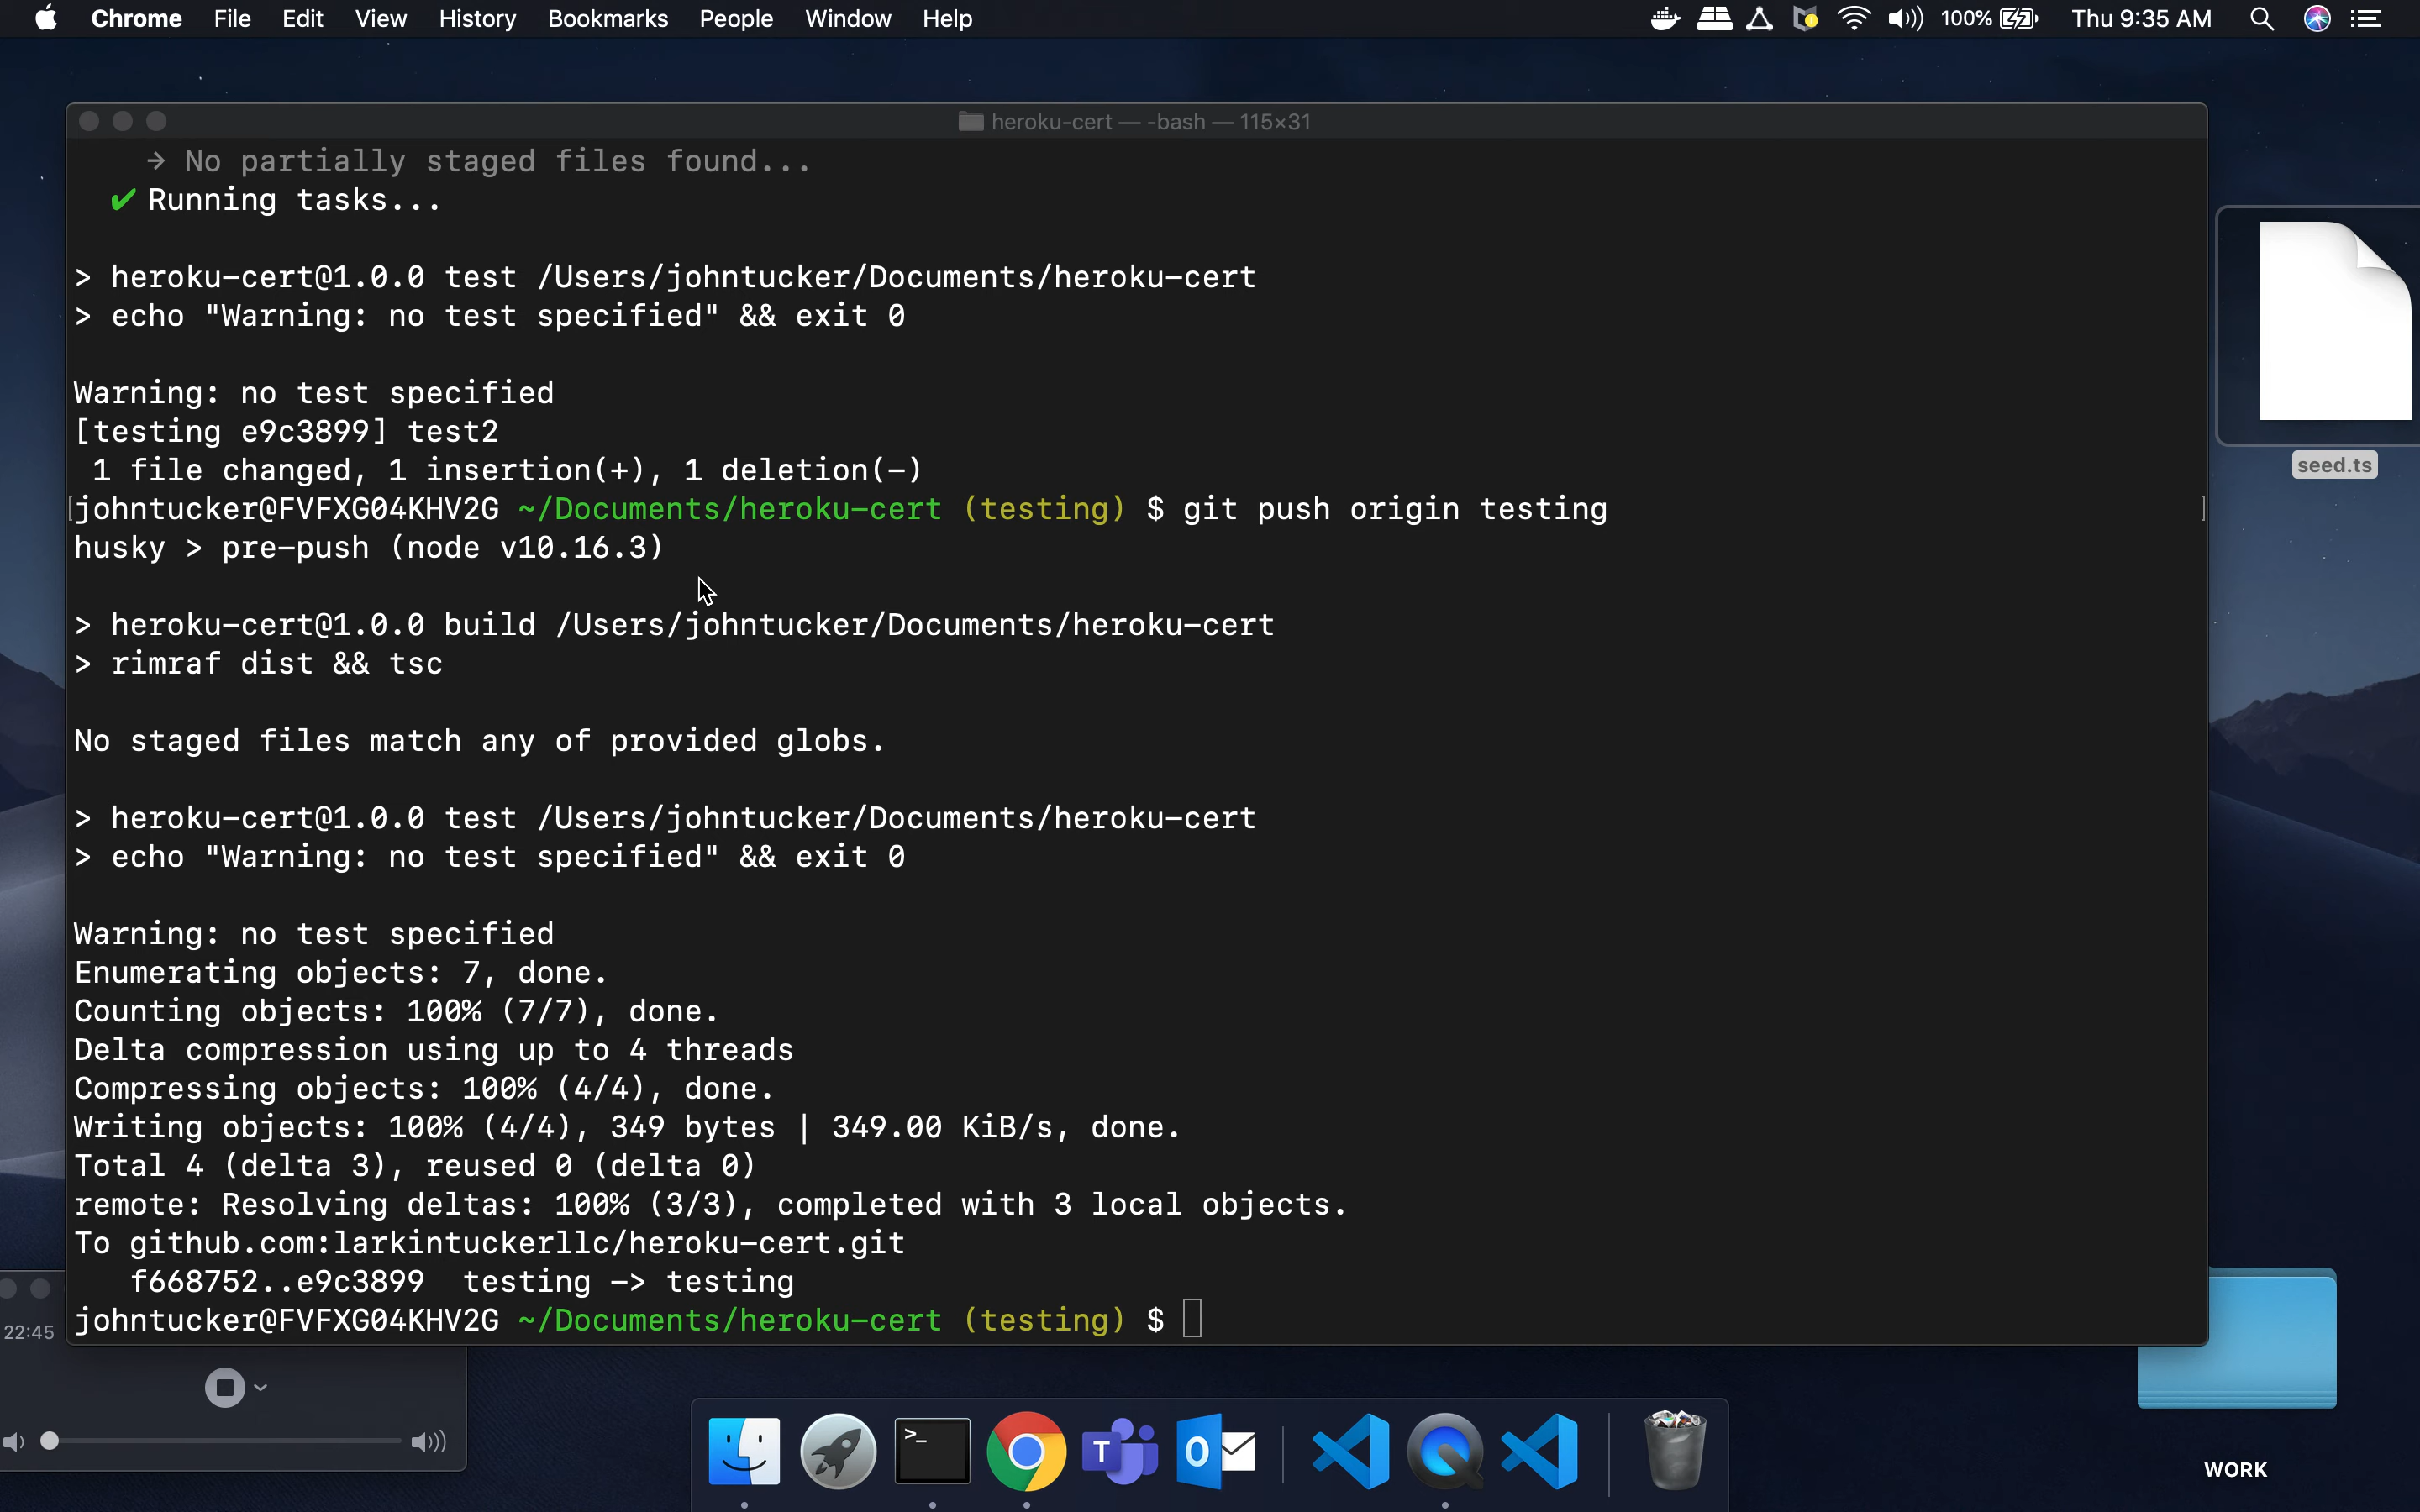 Chrome File Edit View History Bookmarks People Window Help 100% Thu 9:35 AM
heroku-cert — -bash — 115×31
→ No partially staged files found...
✔ Running tasks...
> heroku-cert@1.0.0 test /Users/johntucker/Documents/heroku-cert
> echo "Warning: no test specified" && exit 0
Warning: no test specified
[testing e9c3899] test2
1 file changed, 1 insertion(+), 1 deletion(-)
[johntucker@FVFXG04KHV2G ~/Documents/heroku-cert (testing) $ git push origin testing ]
husky > pre-push (node v10.16.3)
> heroku-cert@1.0.0 build /Users/johntucker/Documents/heroku-cert
> rimraf dist && tsc
No staged files match any of provided globs.
> heroku-cert@1.0.0 test /Users/johntucker/Documents/heroku-cert
> echo "Warning: no test specified" && exit 0
Warning: no test specified
Enumerating objects: 7, done.
Counting objects: 100% (7/7), done.
Delta compression using up to 4 threads
Compressing objects: 100% (4/4), done.
Writing objects: 100% (4/4), 349 bytes | 349.00 KiB/s, done.
Total 4 (delta 3), reused 0 (delta 0)
remote: Resolving deltas: 100% (3/3), completed with 3 local objects.
To github.com:larkintuckerllc/heroku-cert.git
f668752..e9c3899 testing -> testing
johntucker@FVFXG04KHV2G ~/Documents/heroku-cert (testing) $
seed.ts
22:45
>_
T
O
WORK